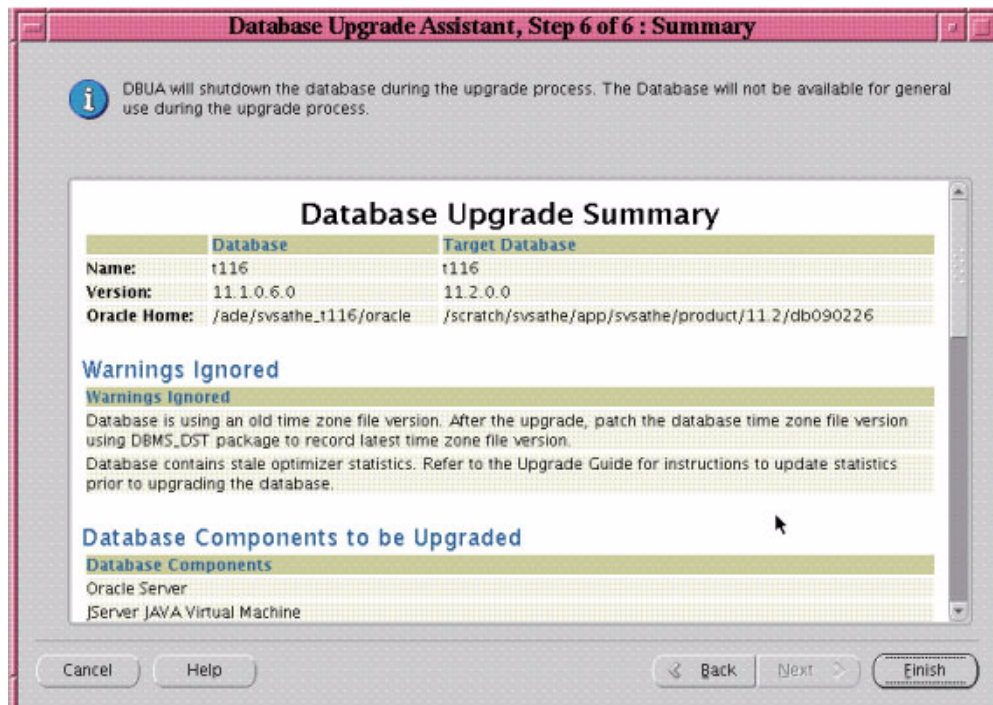 Database Upgrade Assistant, Step 6 of 6 : Summary
DBUA will shutdown the database during the upgrade process. The Database will not be available for general
use during the upgrade process.
Database Upgrade Summary
Database Target Database
Name: t116 t116
Version: 11.1.0.6.0 11.2.0.0
Oracle Home: /ade/svsathe_t116/oracle /scratch/svsathe/app/svsathe/product/11.2/db090226
Warnings Ignored
Warnings Ignored
Database is using an old time zone file version. After the upgrade, patch the database time zone file version
using DBMS_DST package to record latest time zone file version.
Database contains stale optimizer statistics. Refer to the Upgrade Guide for instructions to update statistics
prior to upgrading the database.
Database Components to be Upgraded
Database Components
Oracle Server
JServer JAVA Virtual Machine
Cancel Help Back Next Finish